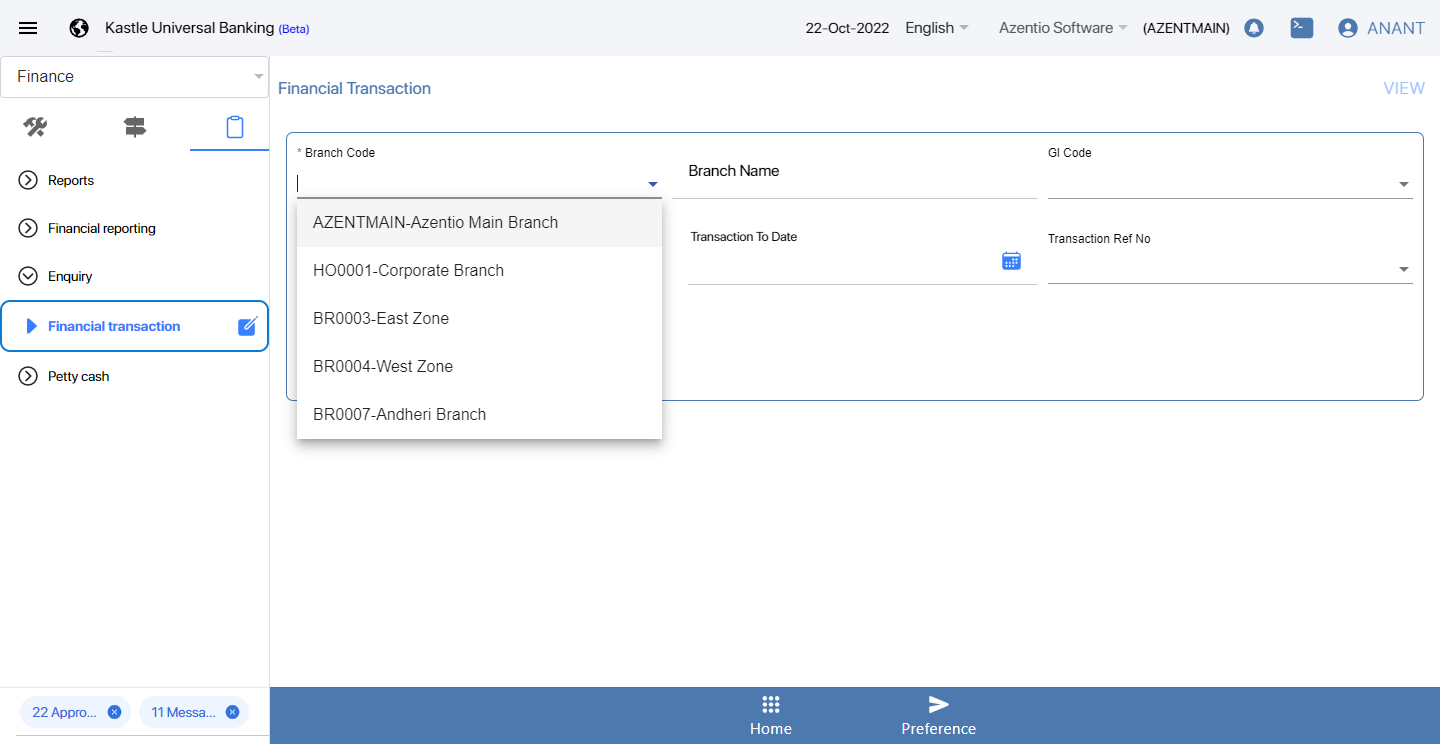 Kastle Universal Banking (Beta)
22-Oct-2022
English
Azentio Software
(AZENTMAIN)
ANANT
Finance
Reports
Financial reporting
Enquiry
Financial transaction
Petty cash
22 Appro...
11 Messa...
Financial Transaction
VIEW
* Branch Code
Branch Name
Gl Code
AZENTMAIN-Azentio Main Branch
HO0001-Corporate Branch
BR0003-East Zone
BR0004-West Zone
BR0007-Andheri Branch
Transaction To Date
Transaction Ref No
Home
Preference